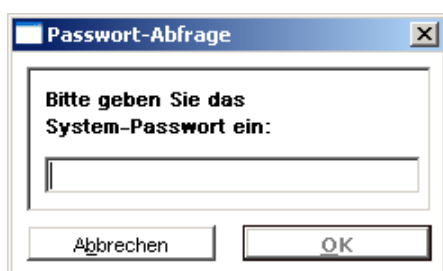 Passwort-Abfrage
Bitte geben Sie das
System-Passwort ein:
Abbrechen
OK